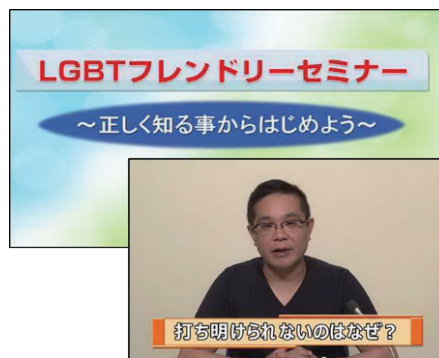 LGBTフレンドリーセミナー
～正しく知る事からはじめよう～
打ち明けられないのはなぜ？